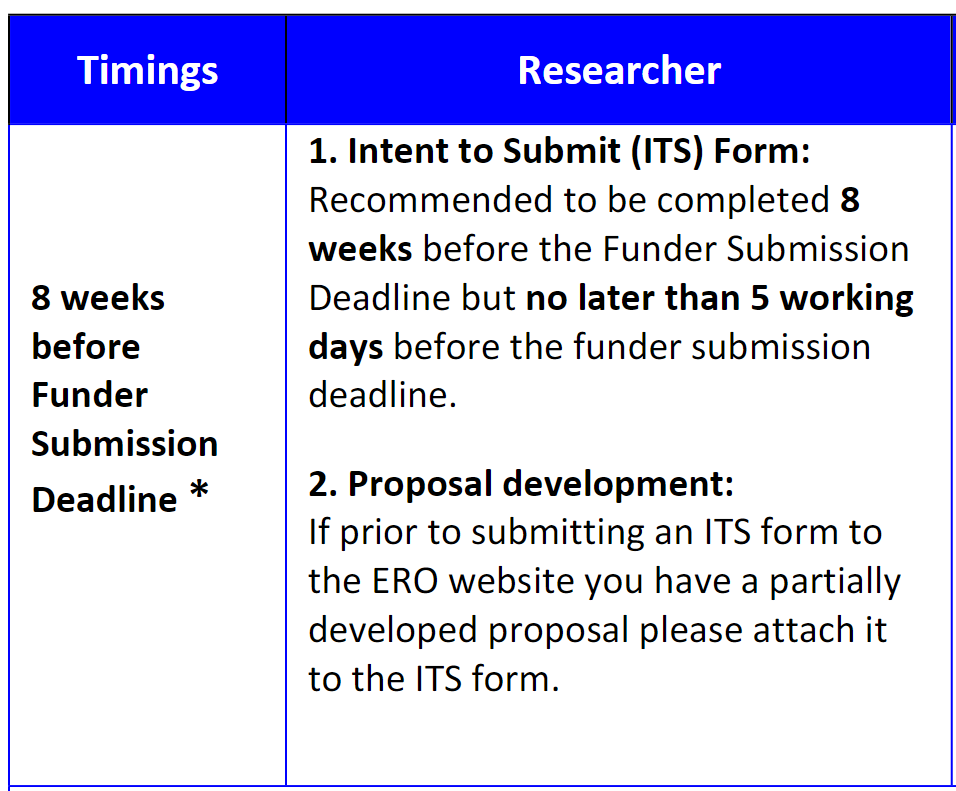 Timings
Researcher
8 weeks
before
Funder
Submission
Deadline *
1. Intent to Submit (ITS) Form:
Recommended to be completed 8
weeks before the Funder Submission
Deadline but no later than 5 working
days before the funder submission
deadline.
2. Proposal development:
If prior to submitting an ITS form to
the ERO website you have a partially
developed proposal please attach it
to the ITS form.